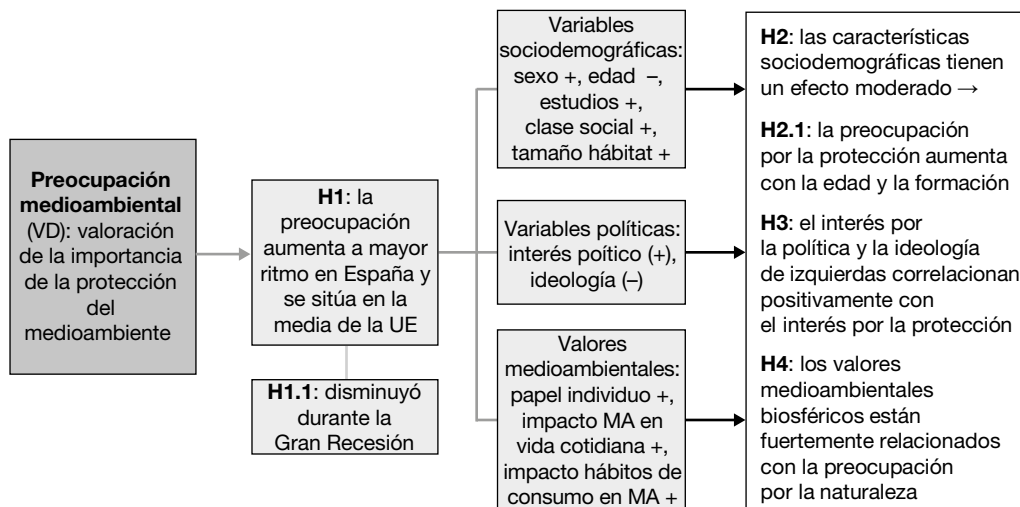 Preocupación
medioambiental
(VD): valoración
de la importancia
de la protección
del
medioambiente
H1: la
preocupación
aumenta a mayor
ritmo en España y
se sitúa en la
media de la UE
H1.1: disminuyó
durante la
Gran Recesión
Variables
sociodemográficas:
sexo +, edad –,
estudios +,
clase social +,
tamaño hábitat +
Variables políticas:
interés poítico (+),
ideología (–)
Valores
medioambientales:
papel individuo +,
impacto MA en
vida cotidiana +,
impacto hábitos de
consumo en MA +
H2: las características
sociodemográficas tienen
un efecto moderado →
H2.1: la preocupación
por la protección aumenta
con la edad y la formación
H3: el interés por
la política y la ideología
de izquierdas correlacionan
positivamente con
el interés por la protección
H4: los valores
medioambientales
biosféricos están
fuertemente relacionados
con la preocupación
por la naturaleza